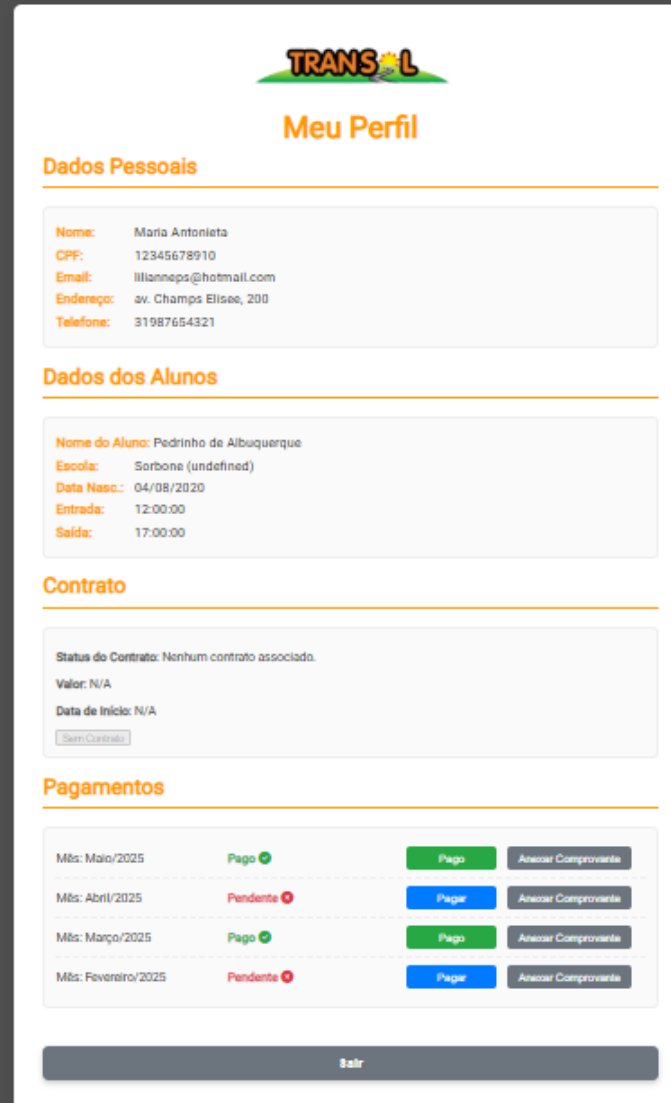 TRANSOL
Meu Perfil
Dados Pessoais
Nome: Maria Antonieta
CPF: 12345678910
Email: lilianneps@hotmail.com
Endereço: av. Champs Elisee, 200
Telefone: 31987654321
Dados dos Alunos
Nome do Aluno: Pedrinho de Albuquerque
Escola: Sorbone (undefined)
Data Nasc.: 04/08/2020
Entrada: 12:00:00
Saída: 17:00:00
Contrato
Status do Contrato: Nenhum contrato associado.
Valor: N/A
Data de Início: N/A
Sem Contrato
Pagamentos
Mês: Maio/2025 Pago Pago Anexar Comprovante
Mês: Abril/2025 Pendente Pagar Anexar Comprovante
Mês: Março/2025 Pago Pago Anexar Comprovante
Mês: Fevereiro/2025 Pendente Pagar Anexar Comprovante
Sair